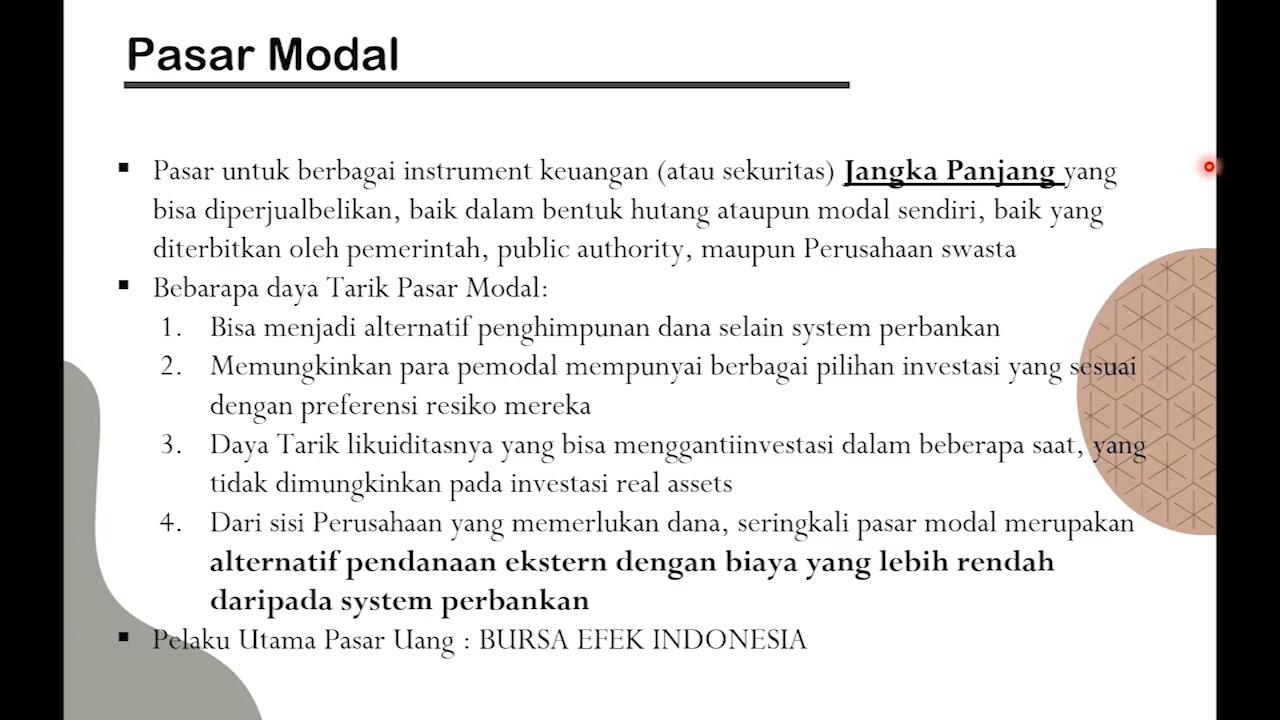 Pasar Modal
▪ Pasar untuk berbagai instrument keuangan (atau sekuritas) Jangka Panjang yang
bisa diperjualbelikan, baik dalam bentuk hutang ataupun modal sendiri, baik yang
diterbitkan oleh pemerintah, public authority, maupun Perusahaan swasta
▪ Bebarapa daya Tarik Pasar Modal:
1. Bisa menjadi alternatif penghimpunan dana selain system perbankan
2. Memungkinkan para pemodal mempunyai berbagai pilihan investasi yang sesuai
dengan preferensi resiko mereka
3. Daya Tarik likuiditasnya yang bisa menggantiinvestasi dalam beberapa saat, yang
tidak dimungkinkan pada investasi real assets
4. Dari sisi Perusahaan yang memerlukan dana, seringkali pasar modal merupakan
alternatif pendanaan ekstern dengan biaya yang lebih rendah
daripada system perbankan
▪ Pelaku Utama Pasar Uang : BURSA EFEK INDONESIA